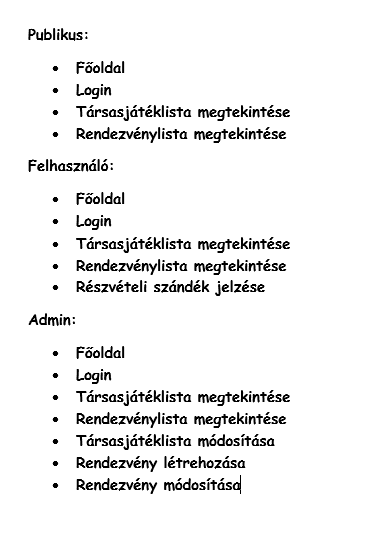 Publikus:
• Főoldal
• Login
• Társasjátéklista megtekintése
• Rendezvénylista megtekintése
Felhasználó:
• Főoldal
• Login
• Társasjátéklista megtekintése
• Rendezvénylista megtekintése
• Részvételi szándék jelzése
Admin:
• Főoldal
• Login
• Társasjátéklista megtekintése
• Rendezvénylista megtekintése
• Társasjátéklista módosítása
• Rendezvény létrehozása
• Rendezvény módosítása